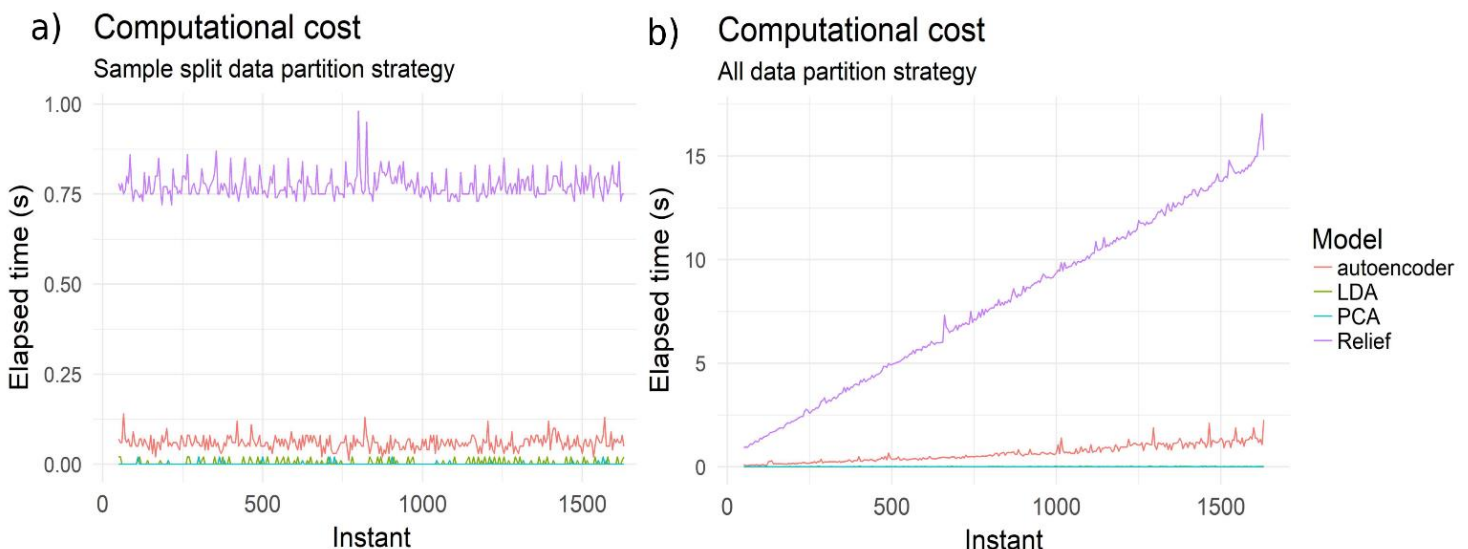 a) Computational cost
Sample split data partition strategy
Elapsed time (s)
1.00
0.75
0.50
0.25
0.00
0 500 1000 1500
Instant
b) Computational cost
All data partition strategy
Elapsed time (s)
15
10
5
0
0 500 1000 1500
Instant
Model
autoencoder
LDA
PCA
Relief